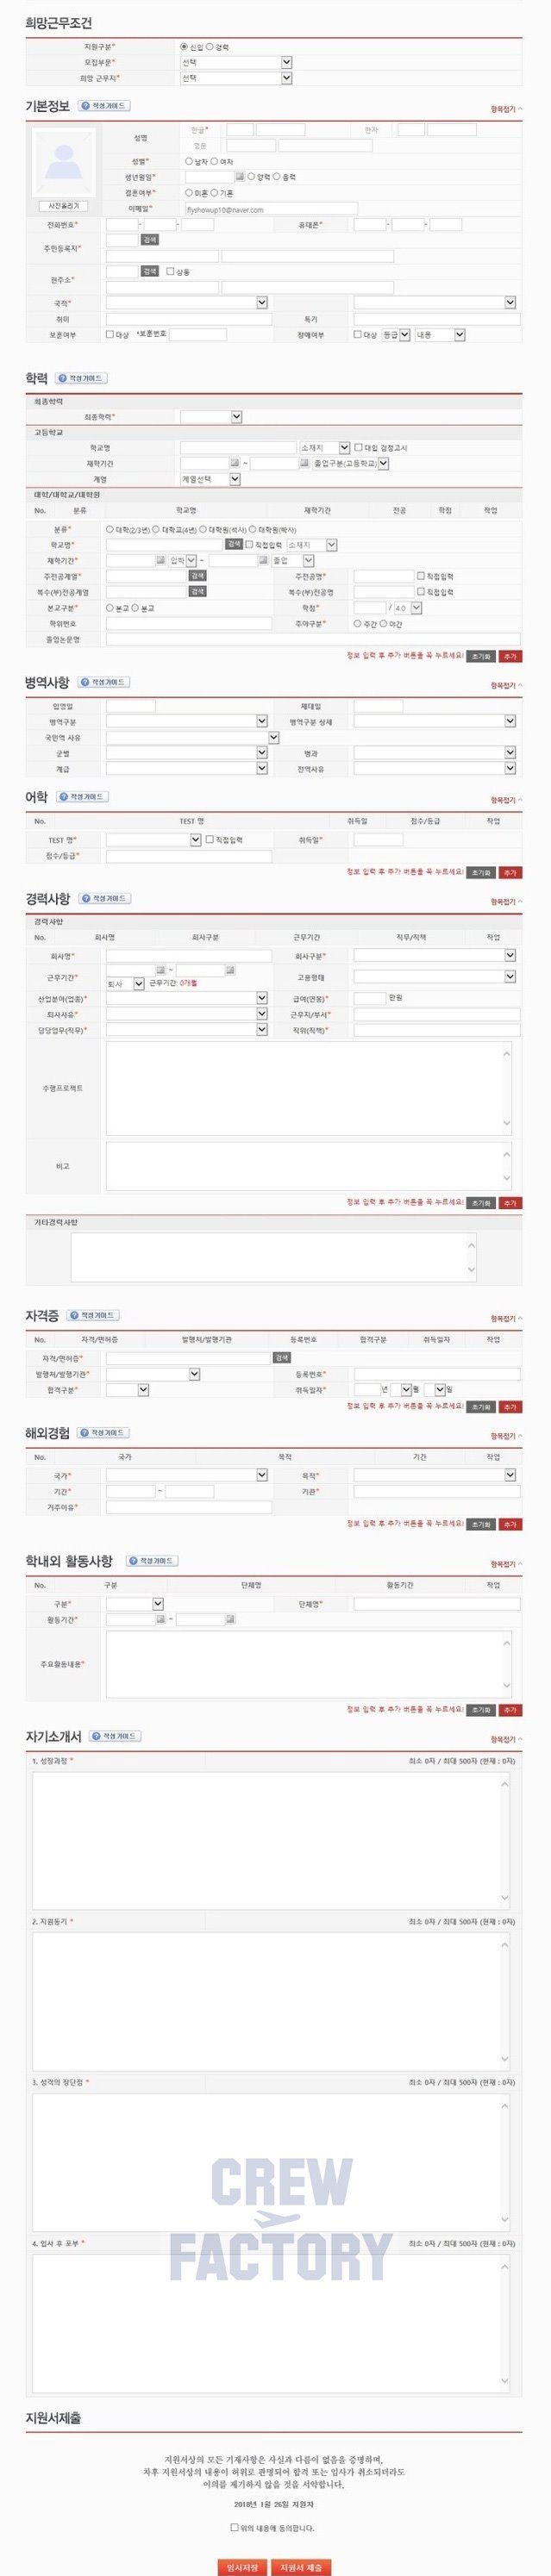 희망근무조건
지원구분* 신입 경력
모집부문* 선택
희망 근무지* 선택
기본정보 ? 작성가이드 항목접기
성명 한글* 한자
영문
성별* 남자 여자
생년월일* 양력 음력
결혼여부* 미혼 기혼
사진올리기
이메일* flyshowup10@naver.com
전화번호* - - 휴대폰* - -
주민등록지* 검색
현주소* 검색 상동
국적*
취미 특기
보훈여부 대상 *보훈번호 장애여부 대상 등급 내용
학력 ? 작성가이드
최종학력
최종학력*
고등학교
학교명 소재지 대입 검정고시
재학기간 ~ 졸업구분(고등학교)
계열 계열선택
대학/대학교/대학원
No. 분류 학교명 재학기간 전공 학점 작업
분류* 대학(2/3년) 대학교(4년) 대학원(석사) 대학원(박사)
학교명* 검색 직접입력 소재지
재학기간* 입학 ~ 졸업
주전공계열* 검색 주전공명* 직접입력
복수(부)전공계열 검색 복수(부)전공명 직접입력
본교구분* 본교 분교 학점* / 4.0
학위번호 주야구분* 주간 야간
졸업논문명
정보 입력 후 추가 버튼을 꼭 누르세요! 초기화 추가
병역사항 ? 작성가이드 항목접기
입영일 제대일
병역구분 병역구분 상세
국민역 사유
군별 병과
계급 전역사유
어학 ? 작성가이드 항목접기
No. TEST 명 취득일 점수/등급 작업
TEST 명* 직접입력 취득일*
점수/등급*
정보 입력 후 추가 버튼을 꼭 누르세요! 초기화 추가
경력사항 ? 작성가이드 항목접기
경력사항
No. 회사명 회사구분 근무기간 직무/직책 작업
회사명* 회사구분*
근무기간* ~ 고용형태
퇴사 근무기간: 0개월
산업분야(업종)* 급여(연봉)* 만원
퇴사사유* 근무지/부서*
담당업무(직무)* 직위(직책)*
수행프로젝트
비고
정보 입력 후 추가 버튼을 꼭 누르세요! 초기화 추가
기타경력사항
자격증 ? 작성가이드 항목접기
No. 자격/면허증 발행처/발행기관 등록번호 합격구분 취득일자 작업
자격/면허증* 검색
발행처/발행기관* 등록번호*
합격구분* 취득일자* 년 월 일
정보 입력 후 추가 버튼을 꼭 누르세요! 초기화 추가
해외경험 ? 작성가이드 항목접기
No. 국가 목적 기간 작업
국가* 목적*
기간* ~ 기관*
거주이유*
정보 입력 후 추가 버튼을 꼭 누르세요! 초기화 추가
학내외 활동사항 ? 작성가이드 항목접기
No. 구분 단체명 활동기간 작업
구분* 단체명*
활동기간* ~
주요활동내용*
정보 입력 후 추가 버튼을 꼭 누르세요! 초기화 추가
자기소개서 ? 작성가이드 항목접기
1. 성장과정 * 최소 0자 / 최대 500자 (현재 : 0자)
2. 지원동기 * 최소 0자 / 최대 500자 (현재 : 0자)
3. 성격의 장단점 * 최소 0자 / 최대 500자 (현재 : 0자)
CREW
FACTORY
4. 입사 후 포부 * 최소 0자 / 최대 500자 (현재 : 0자)
지원서제출
지원서상의 모든 기재사항은 사실과 다름이 없음을 증명하며,
차후 지원서상의 내용이 허위로 판명되어 합격 또는 입사가 취소되더라도
이의를 제기하지 않을 것을 서약합니다.
2018년 1월 26일 지원자
위의 내용에 동의합니다.
임시저장 지원서 제출